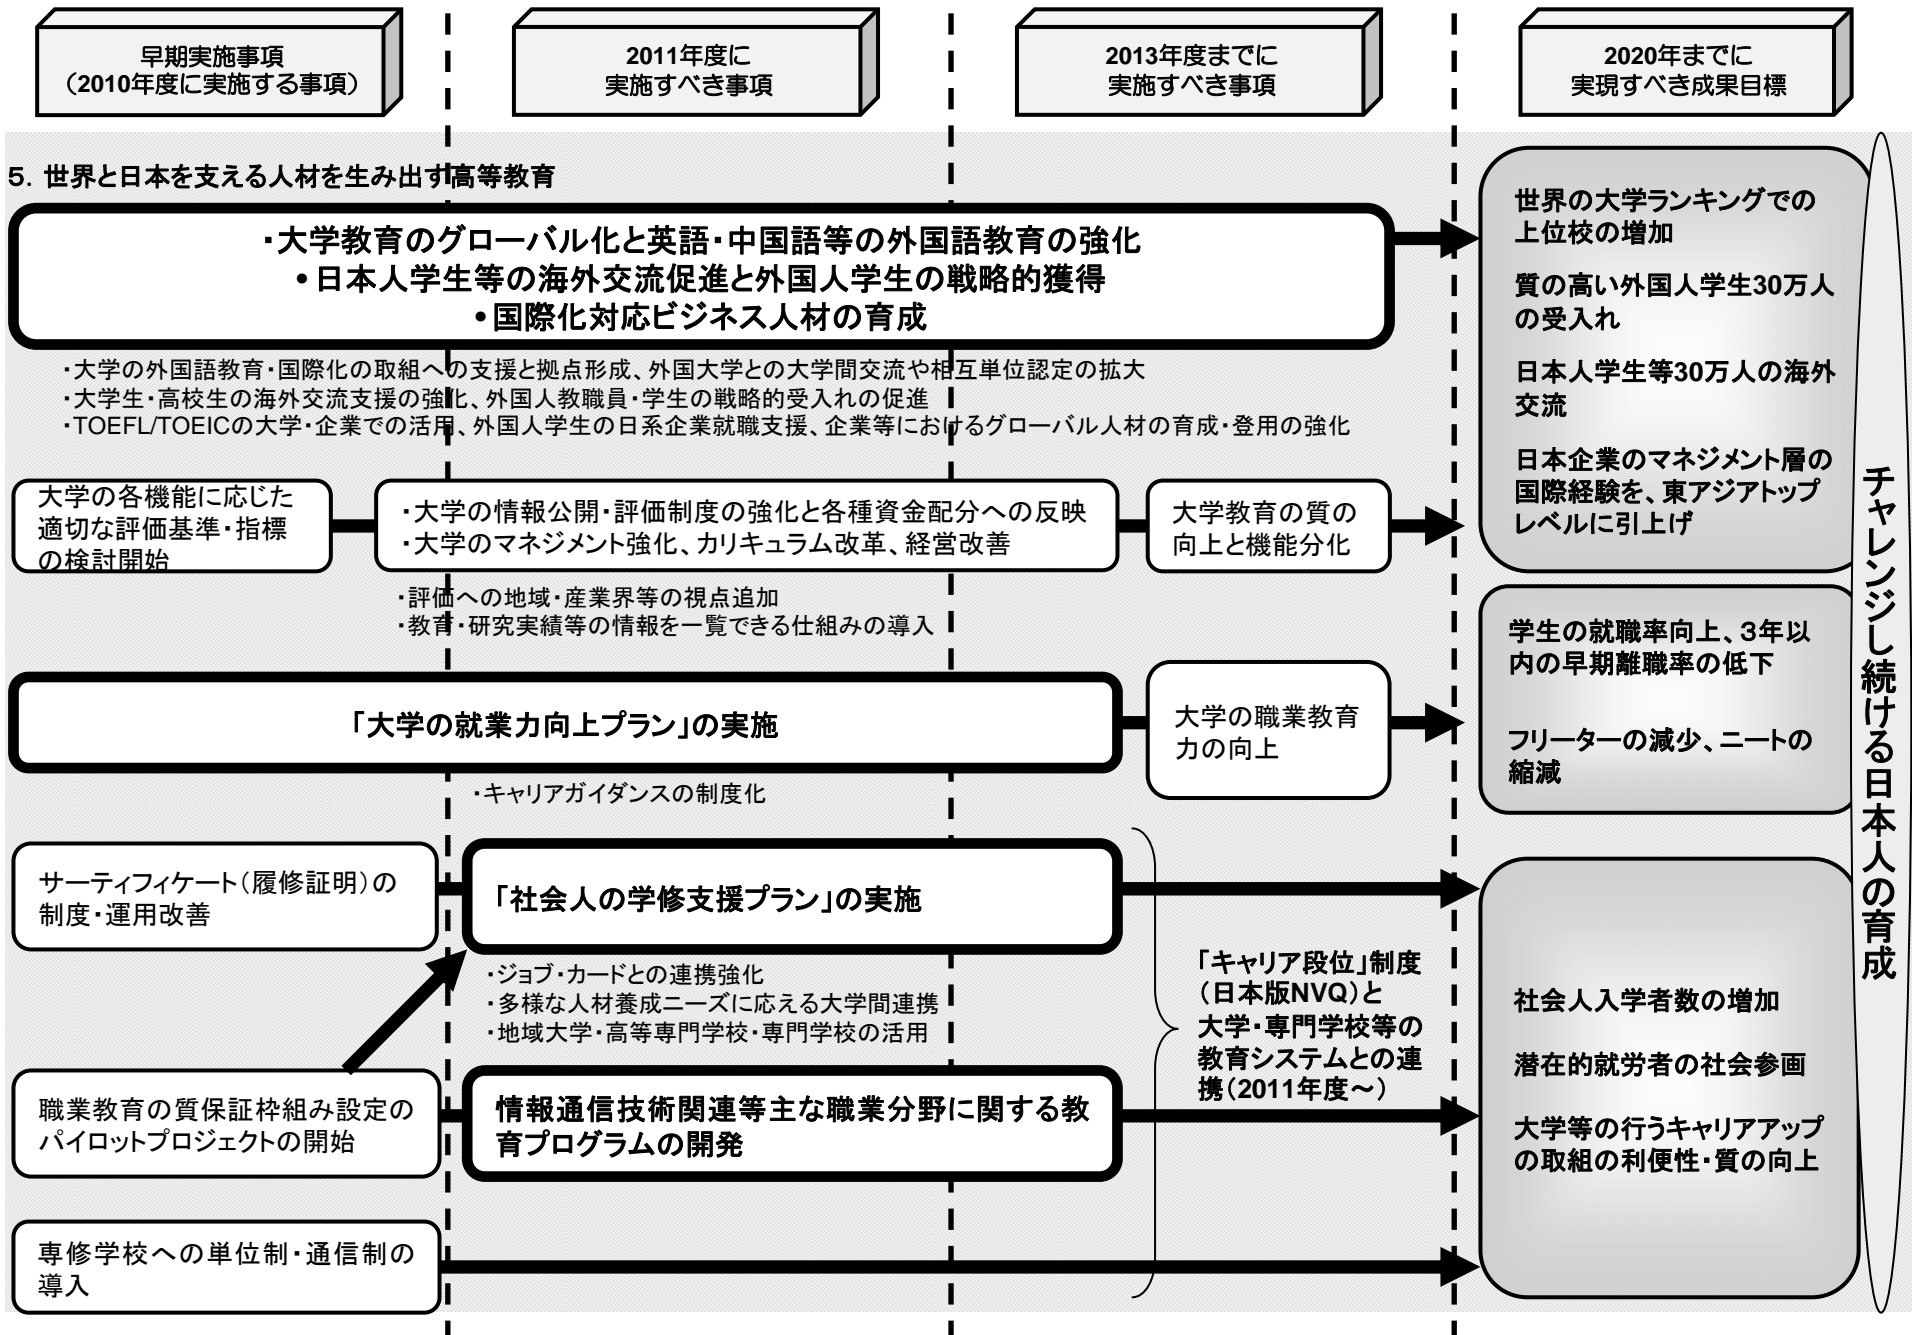 早期実施事項
（2010年度に実施する事項）
2011年度に
実施すべき事項
2013年度までに
実施すべき事項
2020年までに
実現すべき成果目標
５．世界と日本を支える人材を生み出す高等教育
・大学教育のグローバル化と英語・中国語等の外国語教育の強化
•日本人学生等の海外交流促進と外国人学生の戦略的獲得
•国際化対応ビジネス人材の育成
・大学の外国語教育・国際化の取組への支援と拠点形成、外国大学との大学間交流や相互単位認定の拡大
・大学生・高校生の海外交流支援の強化、外国人教職員・学生の戦略的受入れの促進
・TOEFL/TOEICの大学・企業での活用、外国人学生の日系企業就職支援、企業等におけるグローバル人材の育成・登用の強化
大学の各機能に応じた
適切な評価基準・指標
の検討開始
・大学の情報公開・評価制度の強化と各種資金配分への反映
・大学のマネジメント強化、カリキュラム改革、経営改善
大学教育の質の
向上と機能分化
・評価への地域・産業界等の視点追加
・教育・研究実績等の情報を一覧できる仕組みの導入
「大学の就業力向上プラン」の実施
大学の職業教育
力の向上
・キャリアガイダンスの制度化
サーティフィケート（履修証明）の
制度・運用改善
「社会人の学修支援プラン」の実施
・ジョブ・カードとの連携強化
・多様な人材養成ニーズに応える大学間連携
・地域大学・高等専門学校・専門学校の活用
職業教育の質保証枠組み設定の
パイロットプロジェクトの開始
情報通信技術関連等主な職業分野に関する教
育プログラムの開発
専修学校への単位制・通信制の
導入
「キャリア段位」制度
（日本版NVQ）と
大学・専門学校等の
教育システムとの連
携（2011年度～）
世界の大学ランキングでの
上位校の増加
質の高い外国人学生30万人
の受入れ
日本人学生等30万人の海外
交流
日本企業のマネジメント層の
国際経験を、東アジアトップ
レベルに引上げ
学生の就職率向上、３年以
内の早期離職率の低下
フリーターの減少、ニートの
縮減
社会人入学者数の増加
潜在的就労者の社会参画
大学等の行うキャリアアップ
の取組の利便性・質の向上
チャレンジし続ける日本人の育成